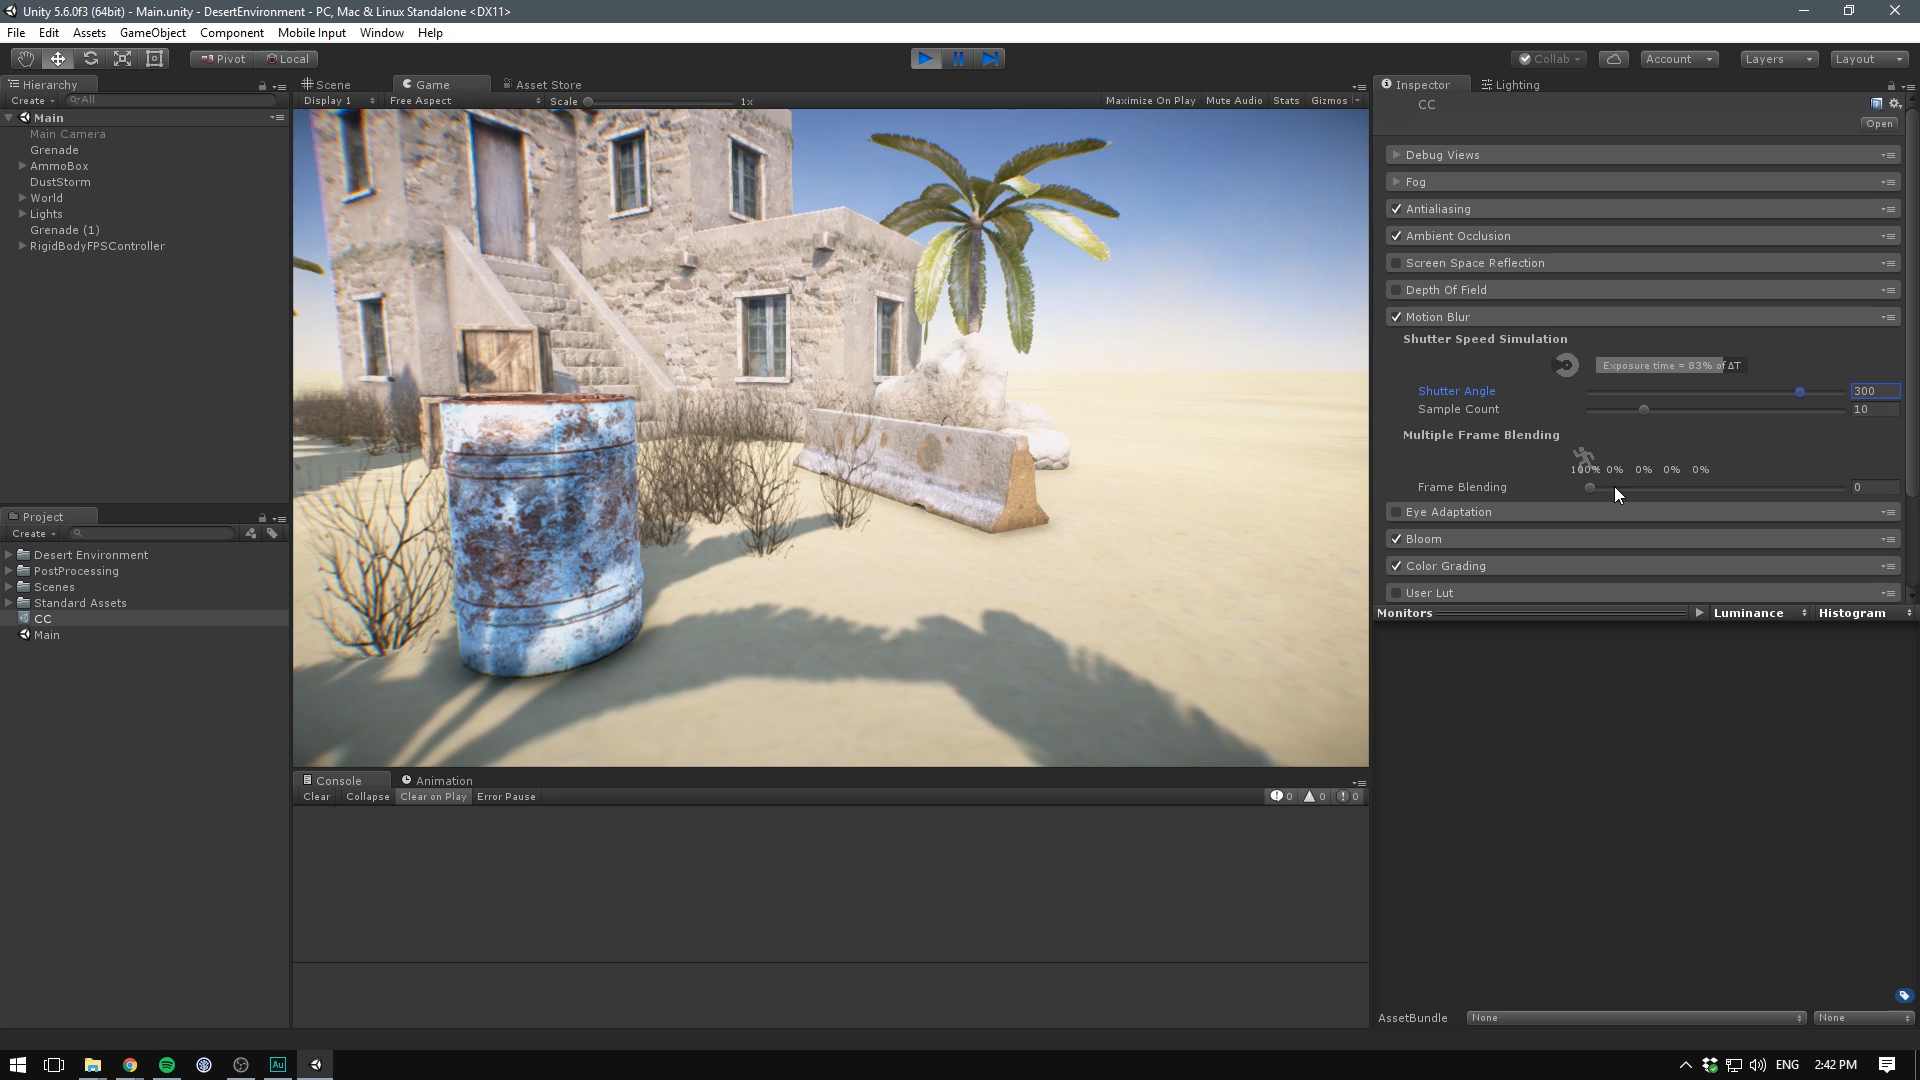 Unity 5.6.0f3 (64bit) - Main.unity - DesertEnvironment - PC, Mac & Linux Standalone <DX11>
File Edit Assets GameObject Component Mobile Input Window Help
Pivot Local Collab Account Layers Layout
Hierarchy
Create All
Main
Main Camera
Grenade
AmmoBox
DustStorm
World
Lights
Grenade (1)
RigidBodyFPSController
Project
Create
Desert Environment
PostProcessing
Scenes
Standard Assets
CC
Main
Scene Game Asset Store
Display 1 Free Aspect Scale 1x Maximize On Play Mute Audio Stats Gizmos
Console Animation
Clear Collapse Clear on Play Error Pause 0 0 0
Inspector Lighting
CC
Open
Debug Views
Fog
Antialiasing
Ambient Occlusion
Screen Space Reflection
Depth Of Field
Motion Blur
Shutter Speed Simulation
Exposure time = 83% of ΔT
Shutter Angle 300
Sample Count 10
Multiple Frame Blending
100% 0% 0% 0% 0%
Frame Blending 0
Eye Adaptation
Bloom
Color Grading
User Lut
Monitors Luminance Histogram
AssetBundle None None
Au ENG 2:42 PM